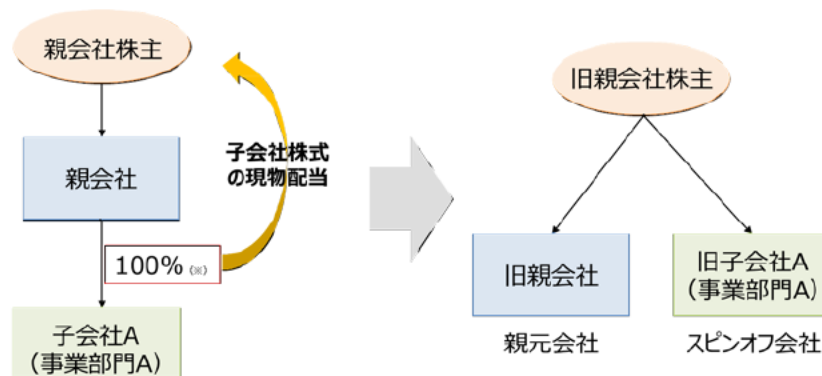 親会社株主
親会社
子会社株式
の現物配当
100% (※)
子会社A
(事業部門A)
旧親会社株主
旧親会社
親元会社
旧子会社A
(事業部門A)
スピンオフ会社